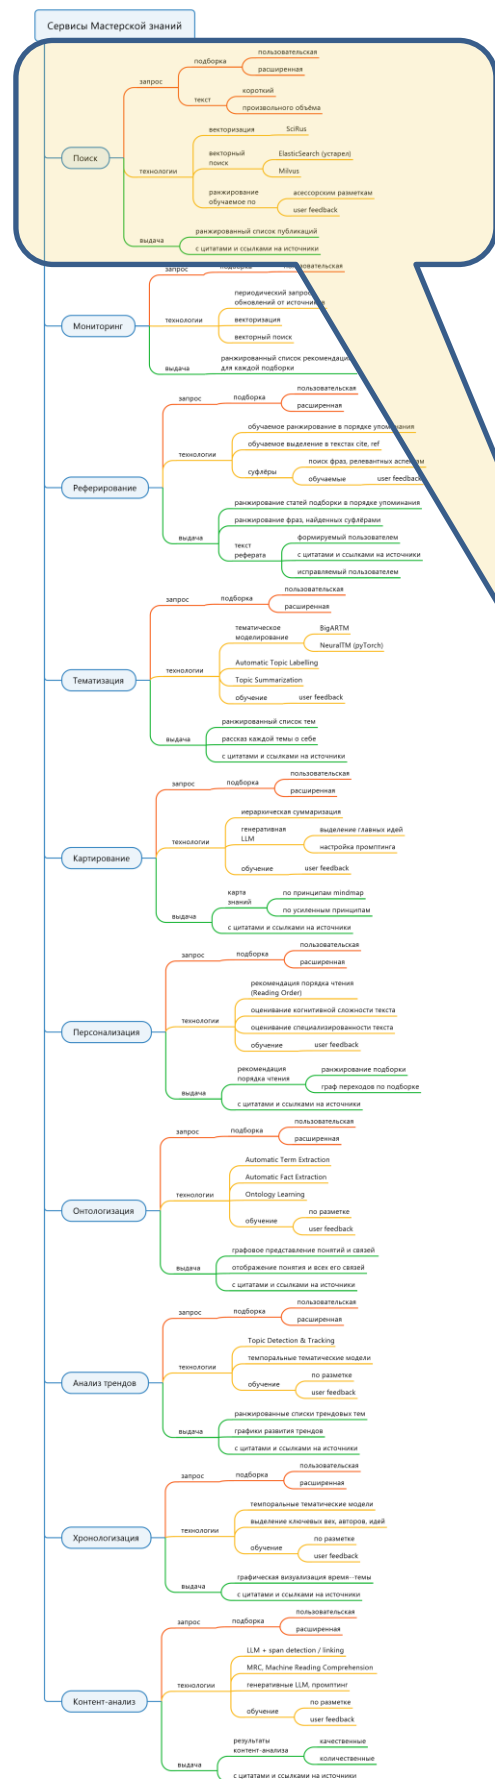 Сервисы Мастерской знаний
Поиск
запрос
подборка
пользовательская
расширенная
текст
короткий
произвольного объёма
технологии
векторизация
SciRus
векторный
поиск
ElasticSearch (устарел)
Milvus
ранжирование
обучаемое по
асессорским разметкам
user feedback
выдача
ранжированный список публикаций
с цитатами и ссылками на источники
Мониторинг
запрос
подборка
пользовательская
технологии
периодический запрос
обновлений от источников
векторизация
векторный поиск
выдача
ранжированный список рекомендаций
для каждой подборки
Реферирование
запрос
подборка
пользовательская
расширенная
технологии
обучаемое ранжирование в порядке упоминания
обучаемое выделение в текстах cite, ref
суфлёры
поиск фраз, релевантных аспектам
обучаемые
user feedback
выдача
ранжирование статей подборки в порядке упоминания
ранжирование фраз, найденных суфлёрами
текст
реферата
формируемый пользователем
с цитатами и ссылками на источники
исправляемый пользователем
Тематизация
запрос
подборка
пользовательская
расширенная
технологии
тематическое
моделирование
BigARTM
NeuralTM (pyTorch)
Automatic Topic Labelling
Topic Summarization
обучение
user feedback
выдача
ранжированный список тем
рассказ каждой темы о себе
с цитатами и ссылками на источники
Картирование
запрос
подборка
пользовательская
расширенная
технологии
иерархическая суммаризация
генеративная
LLM
выделение главных идей
настройка промптинга
обучение
user feedback
выдача
карта
знаний
по принципам mindmap
по усиленным принципам
с цитатами и ссылками на источники
Персонализация
запрос
подборка
пользовательская
расширенная
технологии
рекомендация порядка чтения
(Reading Order)
оценивание когнитивной сложности текста
оценивание специализированности текста
обучение
user feedback
выдача
рекомендация
порядка чтения
ранжирование подборки
граф переходов по подборке
с цитатами и ссылками на источники
Онтологизация
запрос
подборка
пользовательская
расширенная
технологии
Automatic Term Extraction
Automatic Fact Extraction
Ontology Learning
обучение
по разметке
user feedback
выдача
графовое представление понятий и связей
отображение понятия и всех его связей
с цитатами и ссылками на источники
Анализ трендов
запрос
подборка
пользовательская
расширенная
технологии
Topic Detection & Tracking
темпоральные тематические модели
обучение
по разметке
user feedback
выдача
ранжированные списки трендовых тем
графики развития трендов
с цитатами и ссылками на источники
Хронологизация
запрос
подборка
пользовательская
расширенная
технологии
темпоральные тематические модели
выделение ключевых вех, авторов, идей
обучение
по разметке
user feedback
выдача
графическая визуализация время--темы
с цитатами и ссылками на источники
Контент-анализ
запрос
подборка
пользовательская
расширенная
технологии
LLM + span detection / linking
MRC, Machine Reading Comprehension
генеративные LLM, промптинг
обучение
по разметке
user feedback
выдача
результаты
контент-анализа
качественные
количественные
с цитатами и ссылками на источники